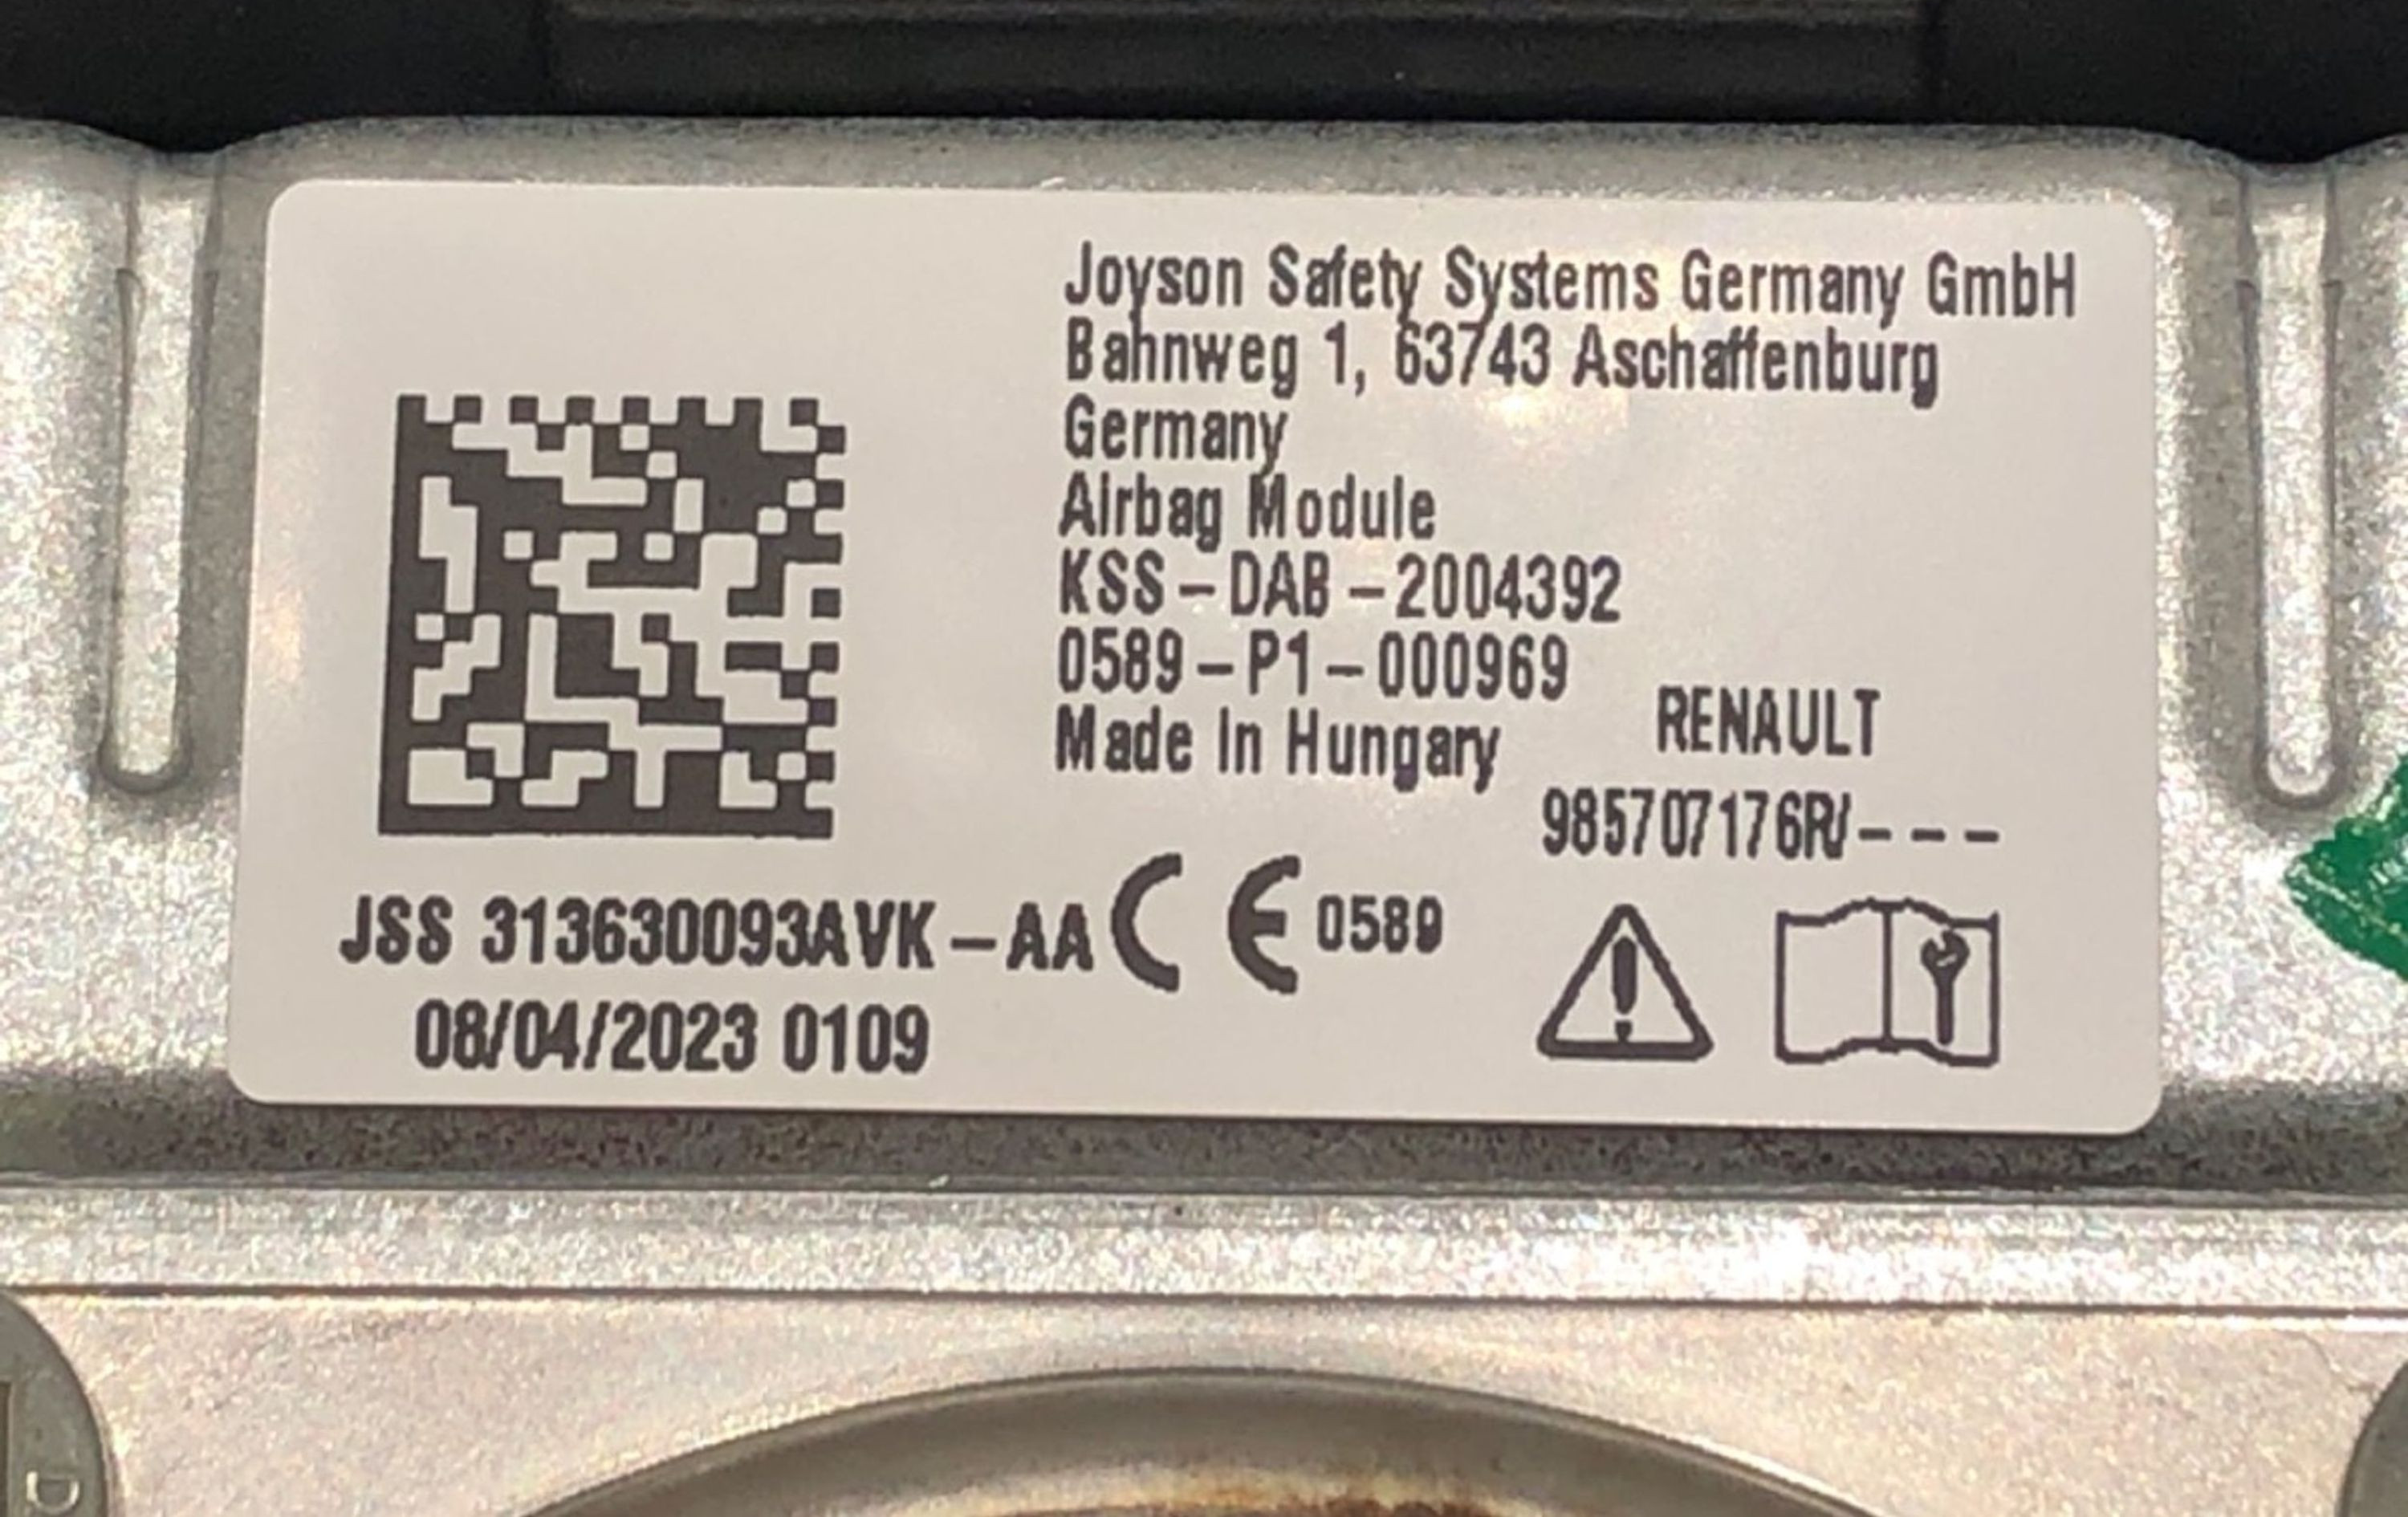 Joyson Safety Systems Germany GmbH
Bahnweg 1, 63743 Aschaffenburg
Germany
Airbag Module
KSS-DAB-2004392
0589-P1-000969
Made In Hungary
RENAULT
985707176R/---
JSS 313630093AVK-AA
CE 0589
08/04/2023 0109
D